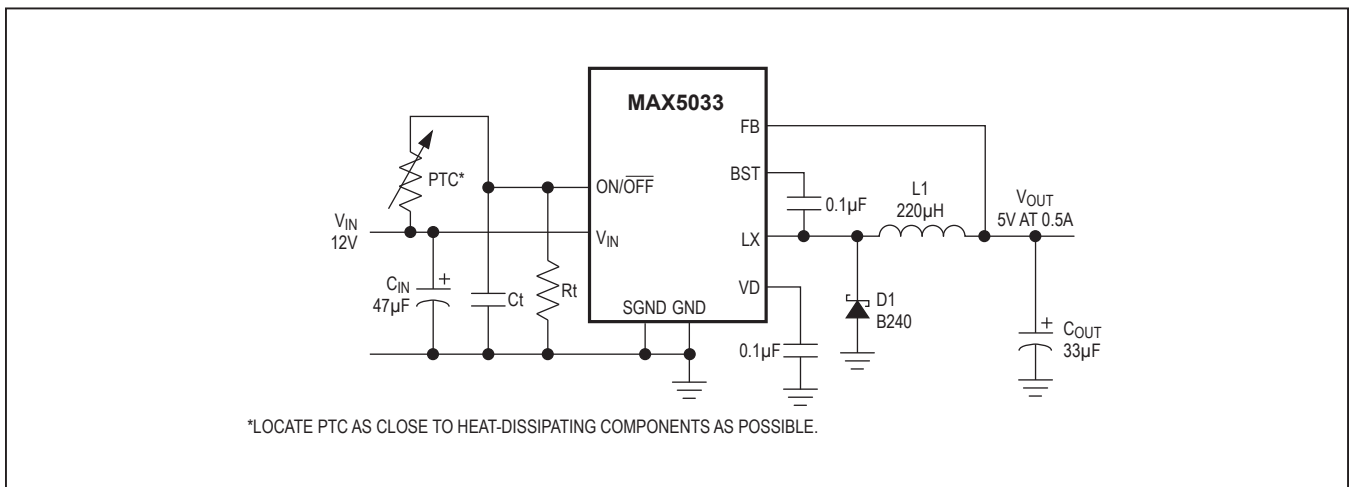 MAX5033
FB
BST
PTC*
ON/OFF
0.1µF
L1
220µH
VOUT
5V AT 0.5A
VIN
12V
VIN
LX
CIN
47µF
+
Ct
Rt
VD
SGND GND
D1
B240
+
COUT
33µF
0.1µF
*LOCATE PTC AS CLOSE TO HEAT-DISSIPATING COMPONENTS AS POSSIBLE.